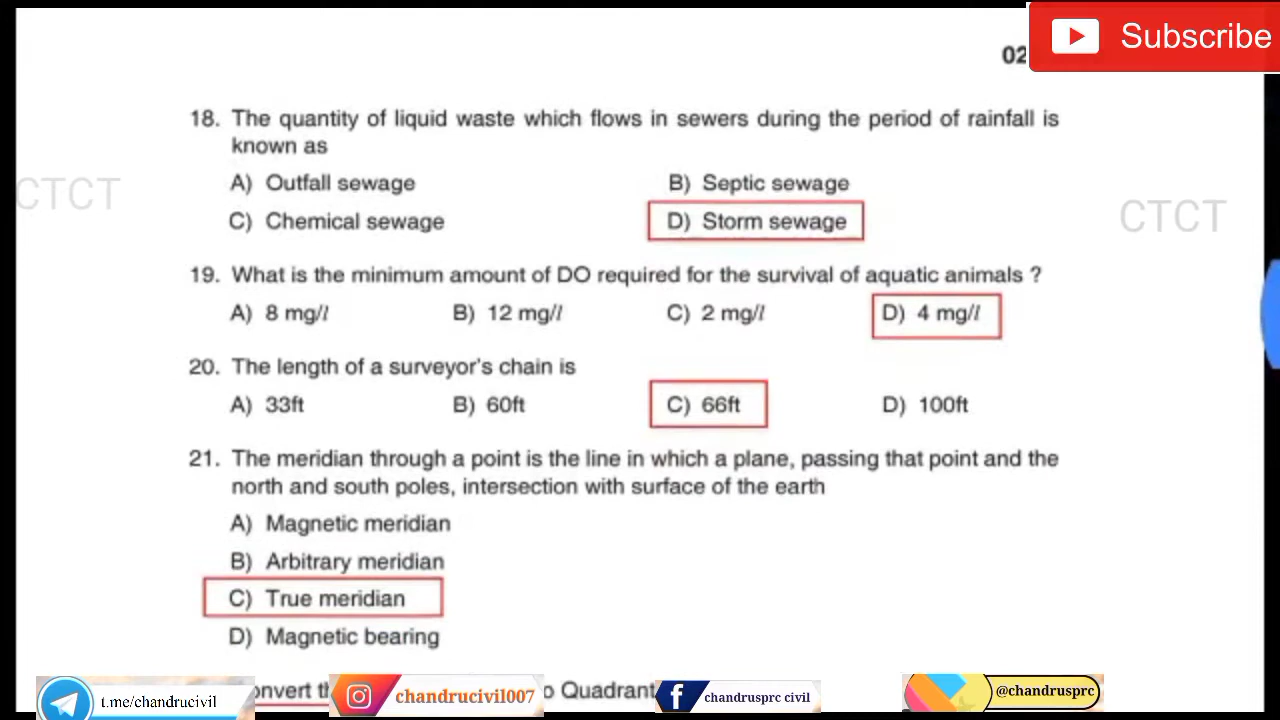 Subscribe
02
18. The quantity of liquid waste which flows in sewers during the period of rainfall is
known as
A) Outfall sewage B) Septic sewage
C) Chemical sewage D) Storm sewage
CTCT
CTCT
19. What is the minimum amount of DO required for the survival of aquatic animals ?
A) 8 mg/l B) 12 mg/l C) 2 mg/l D) 4 mg/l
20. The length of a surveyor's chain is
A) 33ft B) 60ft C) 66ft D) 100ft
21. The meridian through a point is the line in which a plane, passing that point and the
north and south poles, intersection with surface of the earth
A) Magnetic meridian
B) Arbitrary meridian
C) True meridian
D) Magnetic bearing
onvert th o Quadrant
t.me/chandrucivil chandrucivil007 chandrusprc civil @chandrusprc